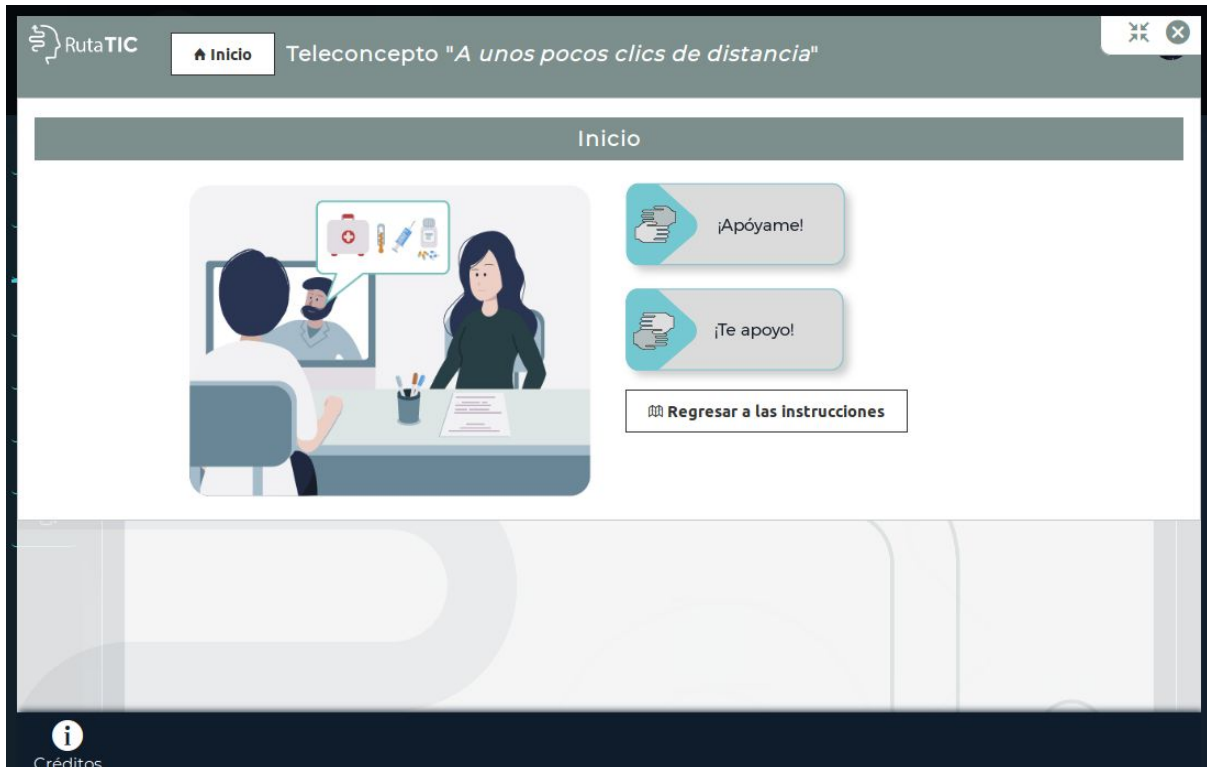 RutaTIC
Inicio
Teleconcepto "A unos pocos clics de distancia"
Inicio
¡Apóyame!
¡Te apoyo!
Regresar a las instrucciones
Créditos